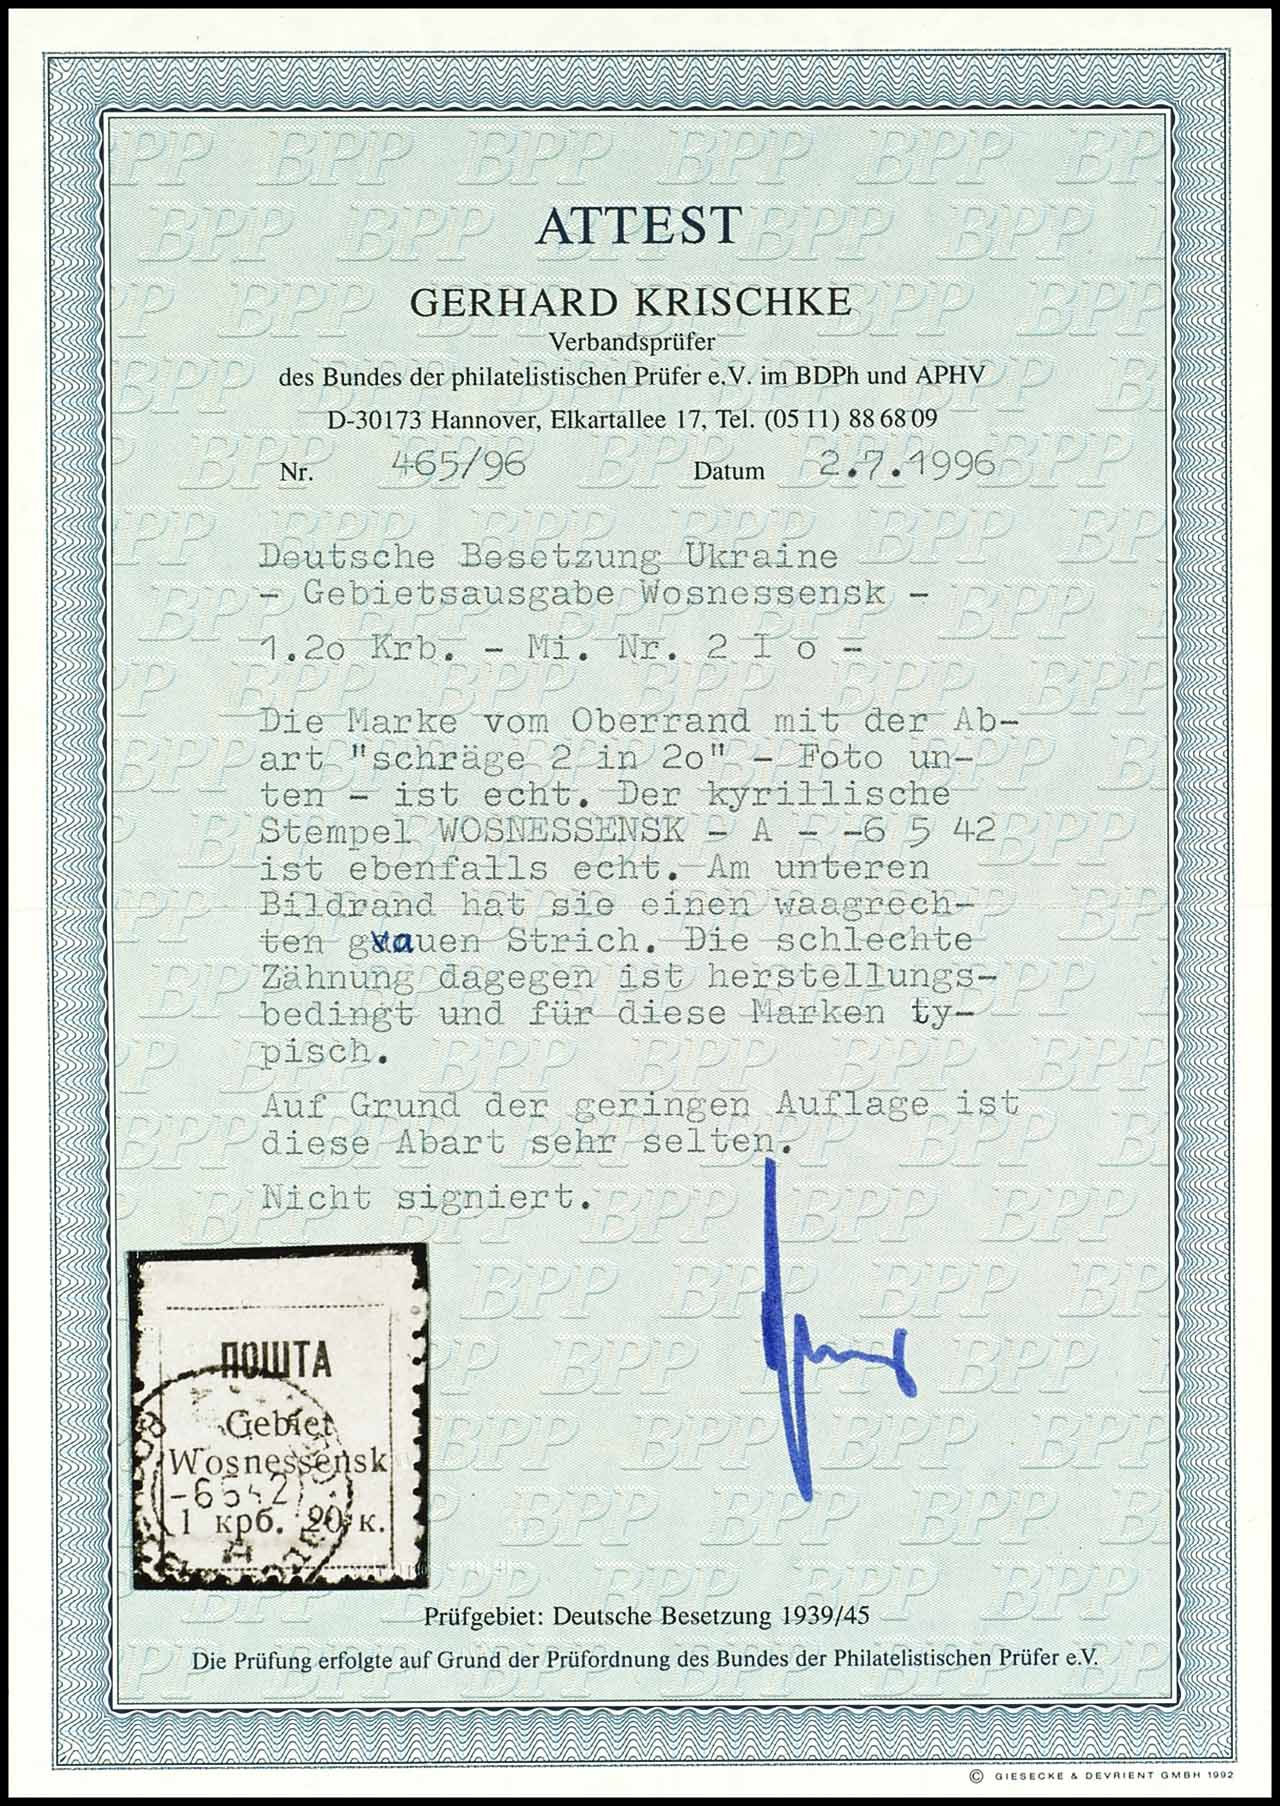 ATTEST
GERHARD KRISCHKE
Verbandsprüfer
des Bundes der philatelistischen Prüfer e.V. im BDPh und APHV
D-30173 Hannover, Elkartallee 17, Tel. (05 11) 88 68 09
Nr. 465/96 Datum 2.7.1996
Deutsche Besetzung Ukraine
- Gebietsausgabe Wosnessensk -
1.2o Krb. - Mi. Nr. 2 I o -
Die Marke vom Oberrand mit der Ab-
art "schräge 2 in 2o" - Foto un-
ten - ist echt. Der kyrillische
Stempel WOSNESSENSK - A - -6 5 42
ist ebenfalls echt. Am unteren
Bildrand hat sie einen waagrech-
ten grauen Strich. Die schlechte
Zähnung dagegen ist herstellungs-
bedingt und für diese Marken ty-
pisch.
Auf Grund der geringen Auflage ist
diese Abart sehr selten.
Nicht signiert.
ПОШТА
Gebiet
Wosnessensk
-6 5 42
1 крб. 20 к.
Prüfgebiet: Deutsche Besetzung 1939/45
Die Prüfung erfolgte auf Grund der Prüfordnung des Bundes der Philatelistischen Prüfer e.V.
© GIESECKE & DEVRIENT GMBH 1992